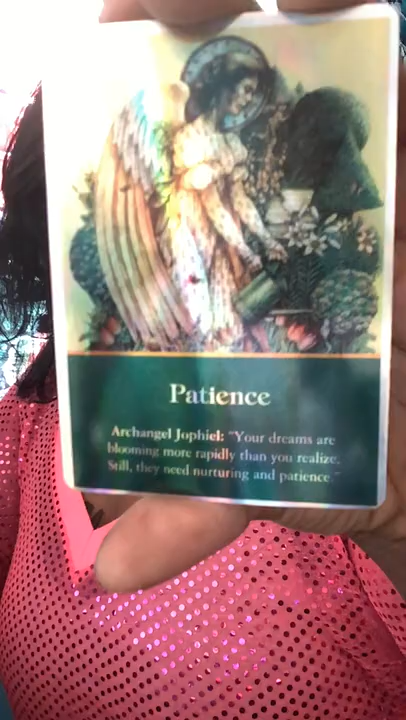 Patience
Archangel Jophiel: "Your dreams are
blooming more rapidly than you realize.
Still, they need nurturing and patience."